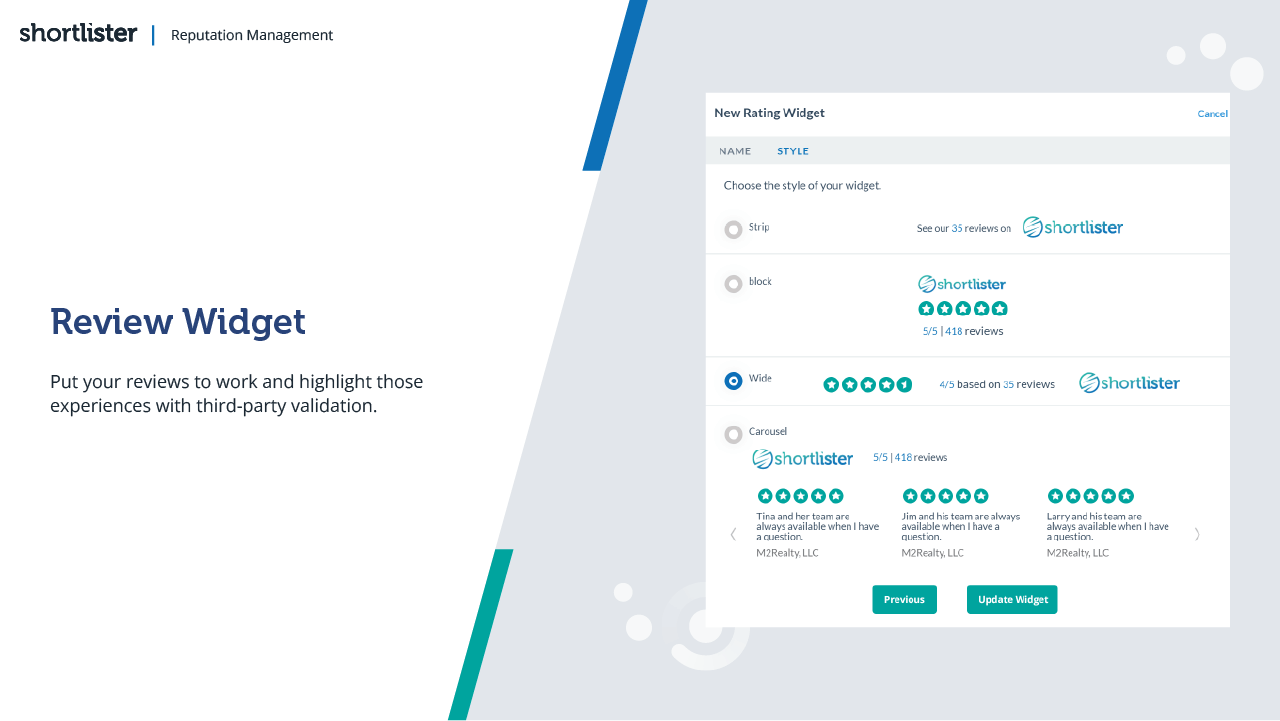 shortlister | Reputation Management
New Rating Widget
Cancel
NAME STYLE
Choose the style of your widget.
Strip
See our 35 reviews on shortlister
block
shortlister
5/5 | 418 reviews
Review Widget
Put your reviews to work and highlight those
experiences with third-party validation.
Wide
4/5 based on 35 reviews shortlister
Carousel
shortlister 5/5 | 418 reviews
Tina and her team are
always available when I have
a question.
M2Realty, LLC
Jim and his team are always
available when I have a
question.
M2Realty, LLC
Larry and his team are
always available when I have
a question.
M2Realty, LLC
Previous
Update Widget